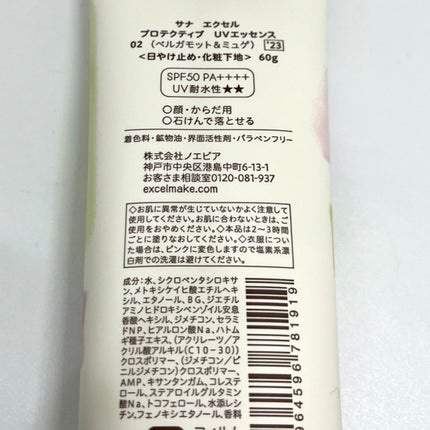 サナ エクセル
プロテクティブ UVエッセンス
02 (ベルガモット&ミュゲ) '23
<日やけ止め・化粧下地> 60g
SPF50 PA++++
UV耐水性★★
○顔・からだ用
○石けんで落とせる
着色料・鉱物油・界面活性剤・パラベンフリー
株式会社ノエビア
神戸市中央区港島中町6-13-1
お客さま相談室0120-081-937
excelmake.com
◇お肌に異常が生じていないかよく注意して
使用してください。お肌に合わないときは、ご
使用をおやめください。◇本品は2~3時間
ごとに塗りなおしてください。◇衣服につい
た場合は、ピンクに変色しますので塩素系漂
白剤での洗濯は避けてください。
成分:水、シクロペンタシロキサ
ン、メトキシケイヒ酸エチルヘキ
シル、エタノール、BG、ジエチル
アミノヒドロキシベンゾイル安息
香酸ヘキシル、ジメチコン、セラミ
ドNP、ヒアルロン酸Na、ハトム
ギ種子エキス、(アクリレーツ/ア
クリル酸アルキル(C10-30))
クロスポリマー、(ジメチコン/ビ
ニルジメチコン)クロスポリマー、
AMP、キサンタンガム、コレステ
ロール、ステアロイルグルタミン
酸Na、トコフェロール、水添レシ
チン、フェノキシエタノール、香料
964596781919